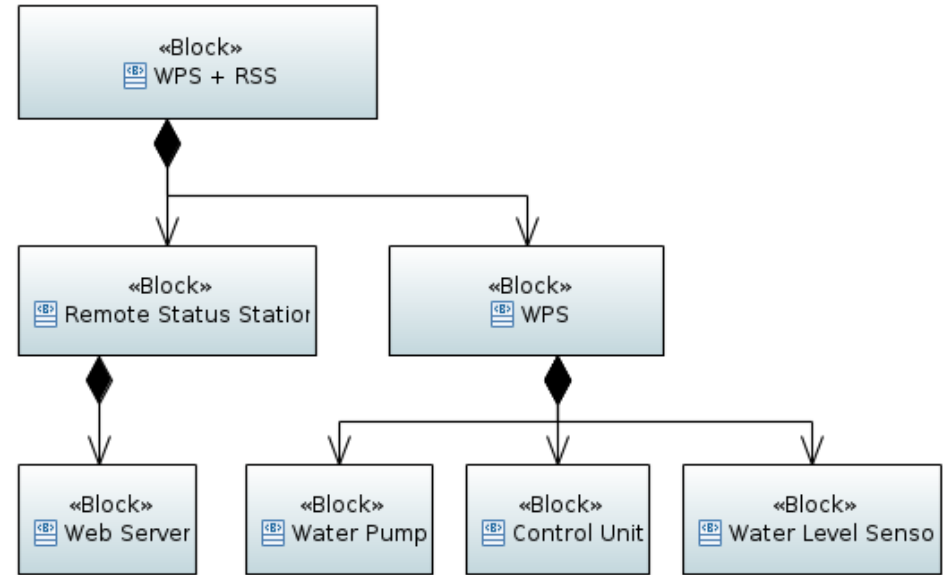 «Block»
WPS + RSS
«Block»
Remote Status Station
«Block»
WPS
«Block»
Web Server
«Block»
Water Pump
«Block»
Control Unit
«Block»
Water Level Senso